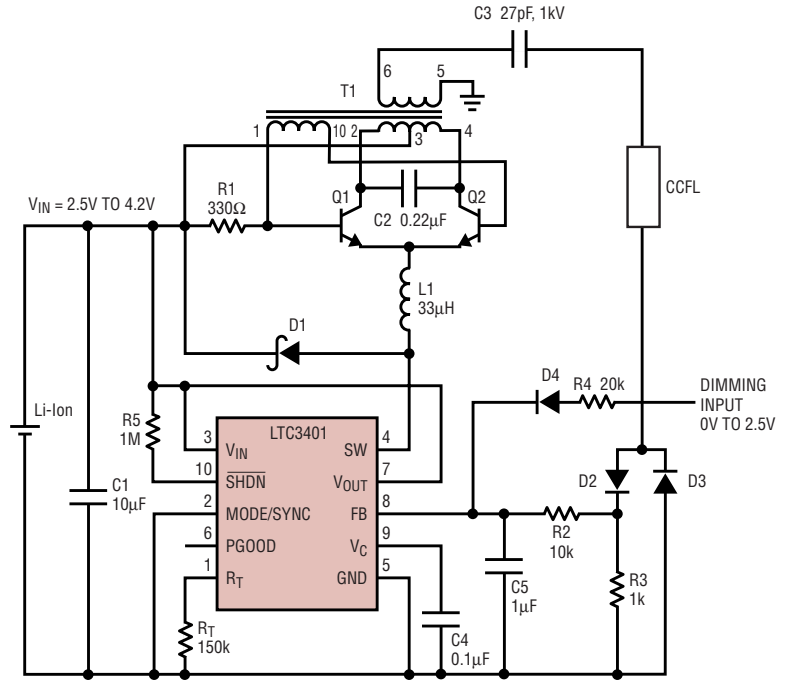 C3 27pF, 1kV
6
5
T1
1
10
2
3
4
VIN = 2.5V TO 4.2V
R1
330Ω
Q1
Q2
C2 0.22µF
CCFL
L1
33µH
D1
D4
R4 20k
DIMMING
INPUT
0V TO 2.5V
Li-Ion
R5
1M
LTC3401
3
VIN
SW
4
10
SHDN
VOUT
7
2
MODE/SYNC
FB
8
6
PGOOD
VC
9
1
RT
GND
5
C1
10µF
D2
D3
R2
10k
C5
1µF
R3
1k
RT
150k
C4
0.1µF